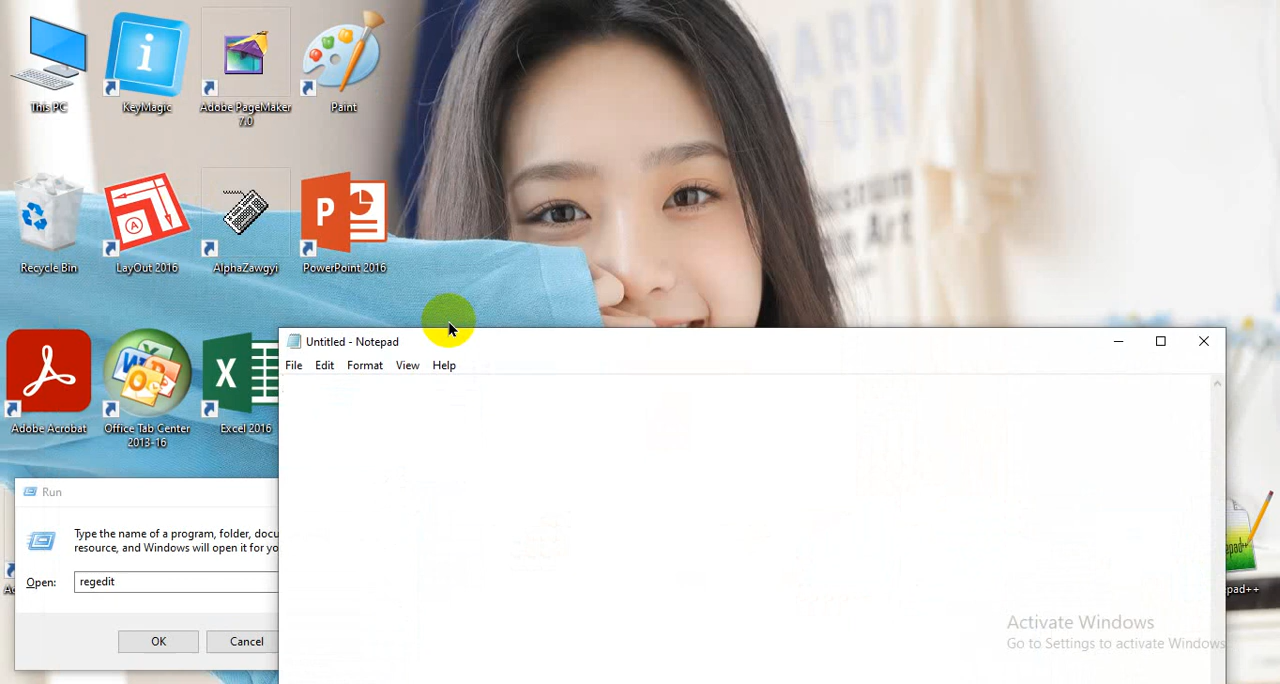 This PC
KeyMagic
Adobe PageMaker
7.0
Paint
Recycle Bin
LayOut 2016
AlphaZawgyi
PowerPoint 2016
Adobe Acrobat
Office Tab Center
2013-16
Excel 2016
Untitled - Notepad
File Edit Format View Help
Run
Type the name of a program, folder, docu
resource, and Windows will open it for yo
Open: regedit
OK Cancel
pad++
Activate Windows
Go to Settings to activate Windows.